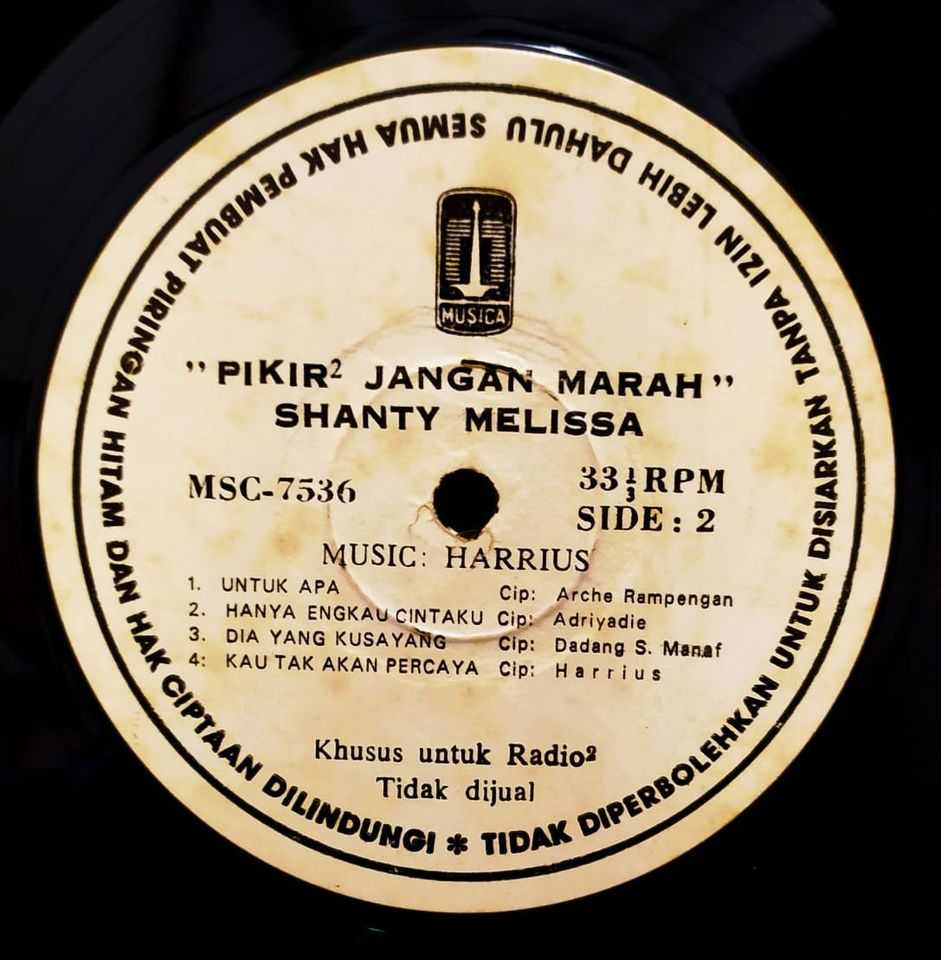 SEMUA HAK PEMBUAT PIRINGAN HITAM DAN HAK CIPTAAN DILINDUNGI * TIDAK DIPERBOLEHKAN UNTUK DISIARKAN TANPA IZIN LEBIH DAHULU
MUSICA
"PIKIR² JANGAN MARAH"
SHANTY MELISSA
MSC-7536
33⅓ RPM
SIDE : 2
MUSIC: HARRIUS
1. UNTUK APA Cip: Arche Rampengan
2. HANYA ENGKAU CINTAKU Cip: Adriyadie
3. DIA YANG KUSAYANG Cip: Dadang S. Manaf
4: KAU TAK AKAN PERCAYA Cip: Harrius
Khusus untuk Radio²
Tidak dijual